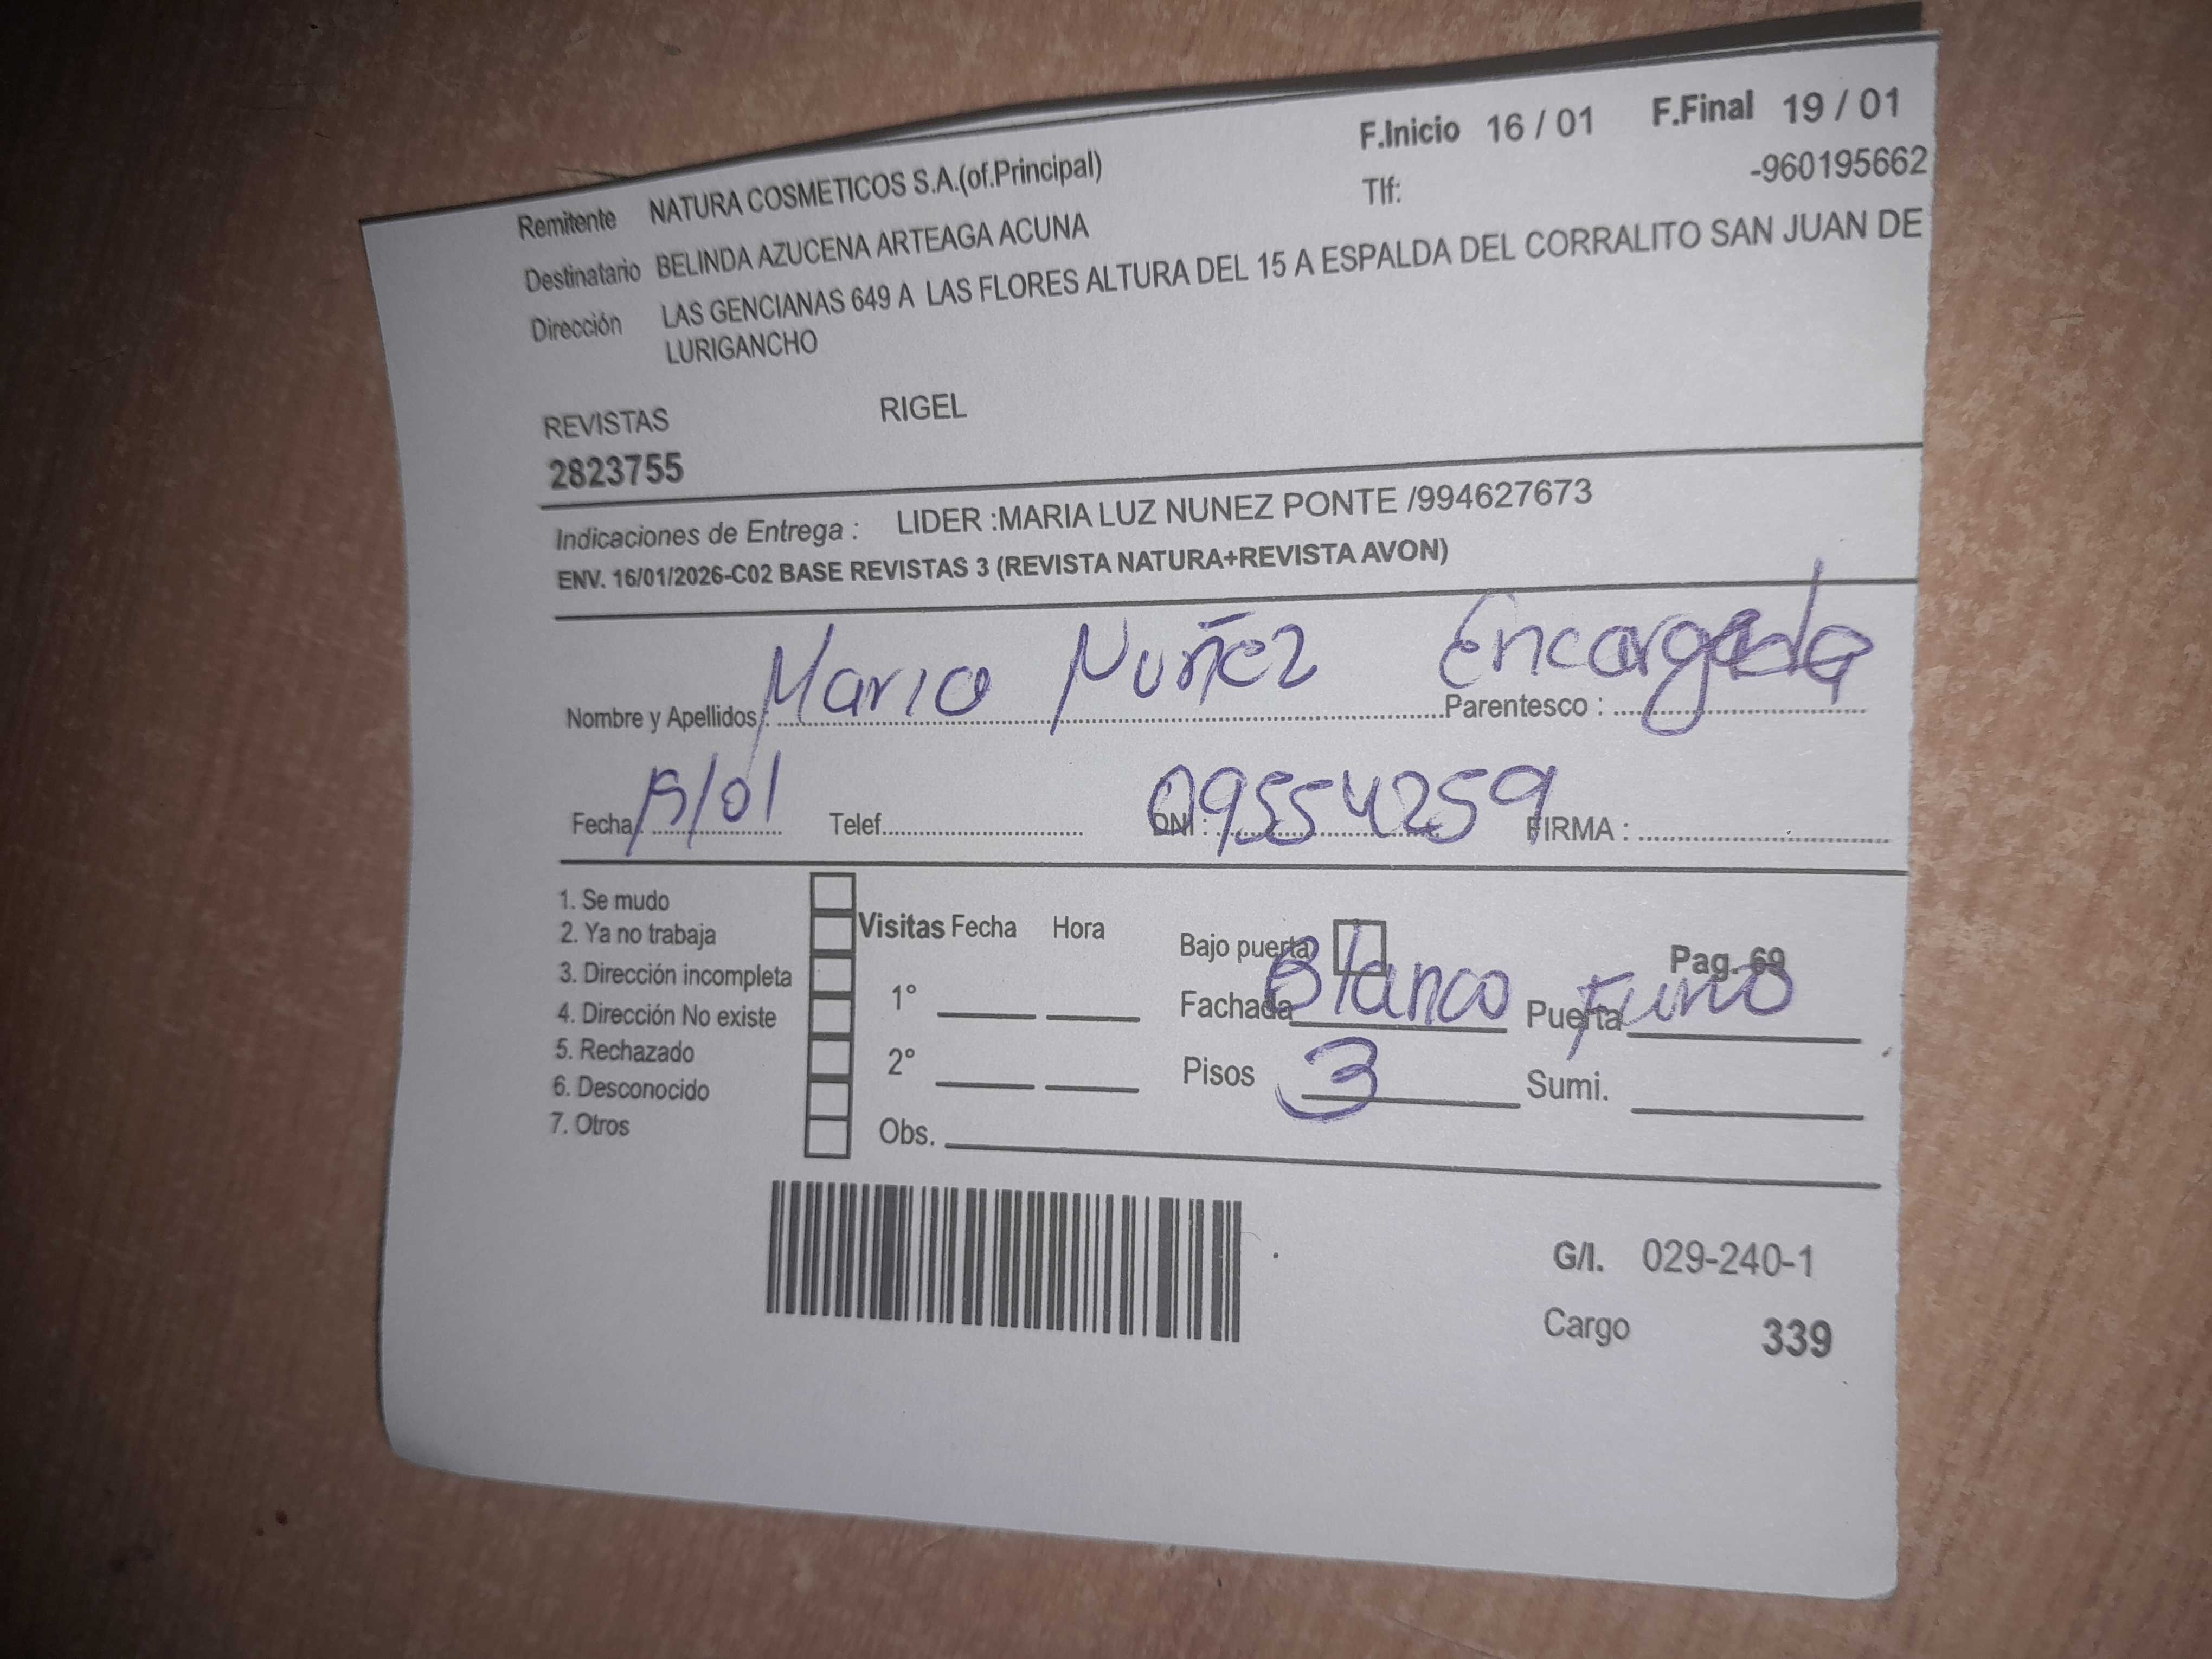 F.Inicio 16 / 01 F.Final 19 / 01
Remitente NATURA COSMETICOS S.A.(of.Principal) Tlf: -960195662
Destinatario BELINDA AZUCENA ARTEAGA ACUNA
Dirección LAS GENCIANAS 649 A LAS FLORES ALTURA DEL 15 A ESPALDA DEL CORRALITO SAN JUAN DE
LURIGANCHO
REVISTAS RIGEL
2823755
Indicaciones de Entrega : LIDER :MARIA LUZ NUNEZ PONTE /994627673
ENV. 16/01/2026-C02 BASE REVISTAS 3 (REVISTA NATURA+REVISTA AVON)
Nombre y Apellidos: Mario Nuñez Parentesco : Encargada
Fecha: /01 Telef. DNI : 09554259 FIRMA :
1. Se mudo
2. Ya no trabaja
3. Dirección incompleta
4. Dirección No existe
5. Rechazado
6. Desconocido
7. Otros
Visitas Fecha Hora
1°
2°
Obs.
Bajo puerta Pag. 69
Fachada Blanco Puerta
Pisos 3 Sumi.
G/I. 029-240-1
Cargo 339